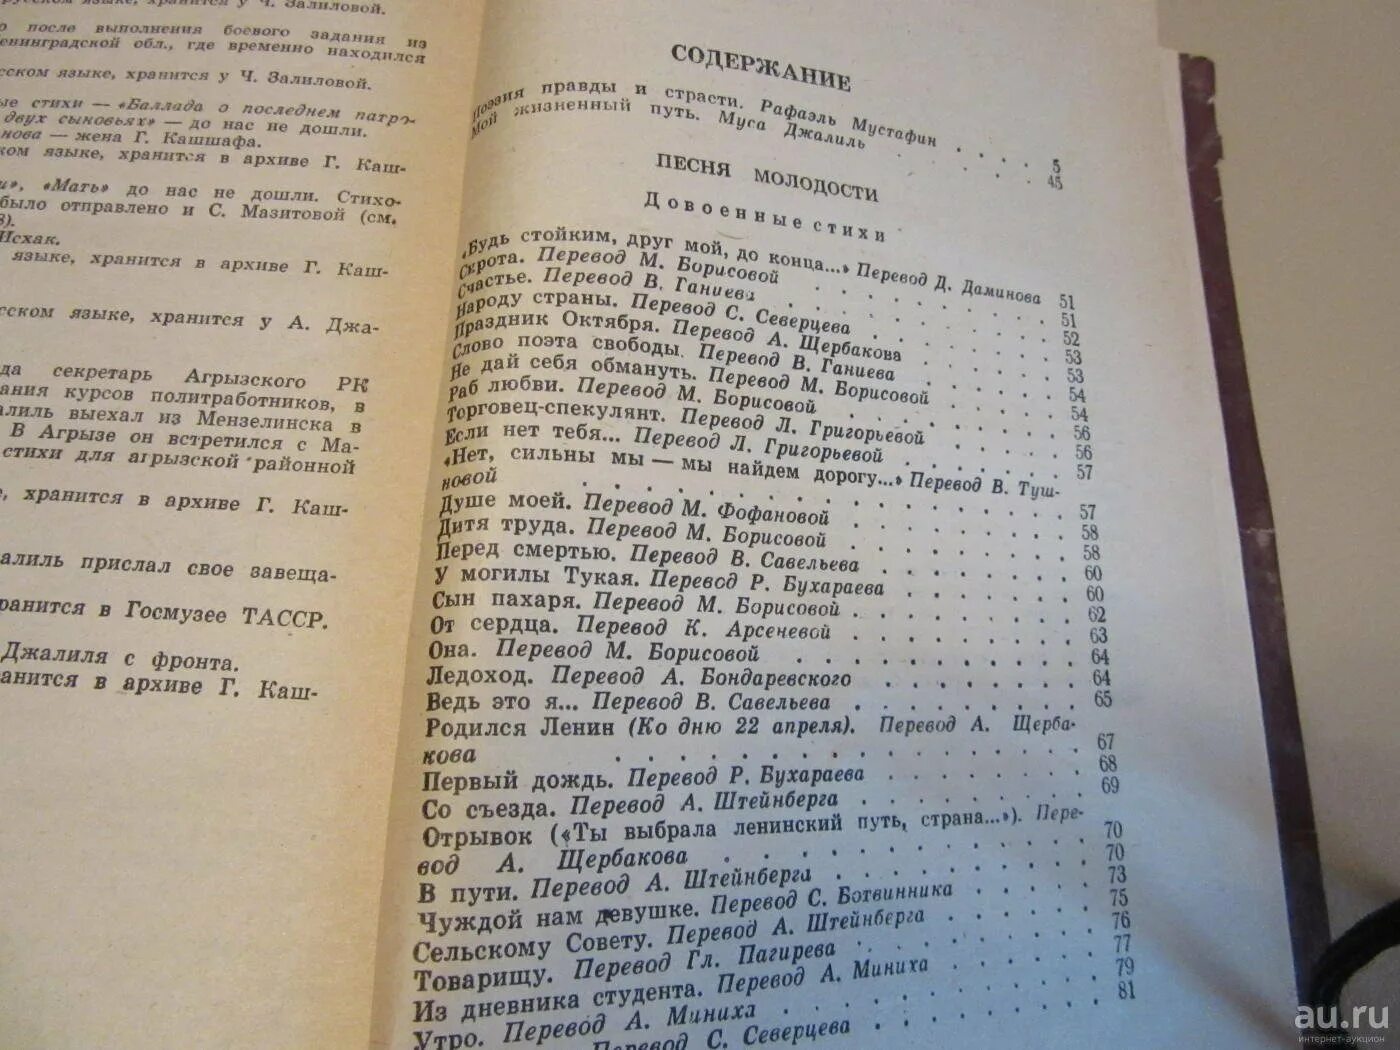 русском языке, хранится у Ч. Залиловой.
о после выполнения боевого задания из
енинградской обл., где временно находился
сском языке, хранится у Ч. Залиловой.
ые стихи — «Баллада о последнем патро-
двух сыновьях» — до нас не дошли.
нова — жена Г. Кашшафа.
ком языке, хранится в архиве Г. Каш-
и», «Мать» до нас не дошли. Стихо-
было отправлено и С. Мазитовой (см.
8).
Исхак.
языке, хранится в архиве Г. Каш-
сском языке, хранится у А. Джа-
да секретарь Агрызского РК
ания курсов политработников, в
алиль выехал из Мензелинска в
В Агрызе он встретился с Ма-
стихи для агрызской районной
е, хранится в архиве Г. Каш-
алиль прислал свое завеща-
ранится в Госмузее ТАССР.
Джалиля с фронта.
ранится в архиве Г. Каш-
СОДЕРЖАНИЕ
Поэзия правды и страсти. Рафаэль Мустафин . . . . 5
Мой жизненный путь. Муса Джалиль . . . . . 45
ПЕСНЯ МОЛОДОСТИ
Довоенные стихи
«Будь стойким, друг мой, до конца...» Перевод Д. Даминова 51
Сирота. Перевод М. Борисовой . . . . . . . 51
Счастье. Перевод В. Ганиева . . . . . . . 52
Народу страны. Перевод С. Северцева . . . . . 53
Праздник Октября. Перевод А. Щербакова . . . . 53
Слово поэта свободы. Перевод В. Ганиева . . . . 54
Не дай себя обмануть. Перевод М. Борисовой . . . 54
Раб любви. Перевод М. Борисовой . . . . . . 56
Торговец-спекулянт. Перевод Л. Григорьевой . . . . 56
Если нет тебя... Перевод Л. Григорьевой . . . . . 57
«Нет, сильны мы — мы найдем дорогу...» Перевод В. Туш-
новой . . . . . . . . . . . . 57
Душе моей. Перевод М. Фофановой . . . . . . 58
Дитя труда. Перевод М. Борисовой . . . . . . 58
Перед смертью. Перевод В. Савельева . . . . . 60
У могилы Тукая. Перевод Р. Бухараева . . . . . 60
Сын пахаря. Перевод М. Борисовой . . . . . . 62
От сердца. Перевод К. Арсеневой . . . . . . 63
Она. Перевод М. Борисовой . . . . . . . . 64
Ледоход. Перевод А. Бондаревского . . . . . . 64
Ведь это я... Перевод В. Савельева . . . . . . 65
Родился Ленин (Ко дню 22 апреля). Перевод А. Щерба-
кова . . . . . . . . . . . . 67
Первый дождь. Перевод Р. Бухараева . . . . . 68
Со съезда. Перевод А. Штейнберга . . . . . . 69
Отрывок («Ты выбрала ленинский путь, страна...»). Пере-
вод А. Щербакова . . . . . . . . . 70
В пути. Перевод А. Штейнберга . . . . . . . 70
Чуждой нам девушке. Перевод С. Ботвинника . . . . 73
Сельскому Совету. Перевод А. Штейнберга . . . . 75
Товарищу. Перевод Гл. Пагирева . . . . . . 76
Из дневника студента. Перевод А. Миниха . . . . 77
Утро. Перевод А. Миниха . . . . . . . . 79
Перевод С. Северцева . . . . . 81
au.ru
интернет-аукцион